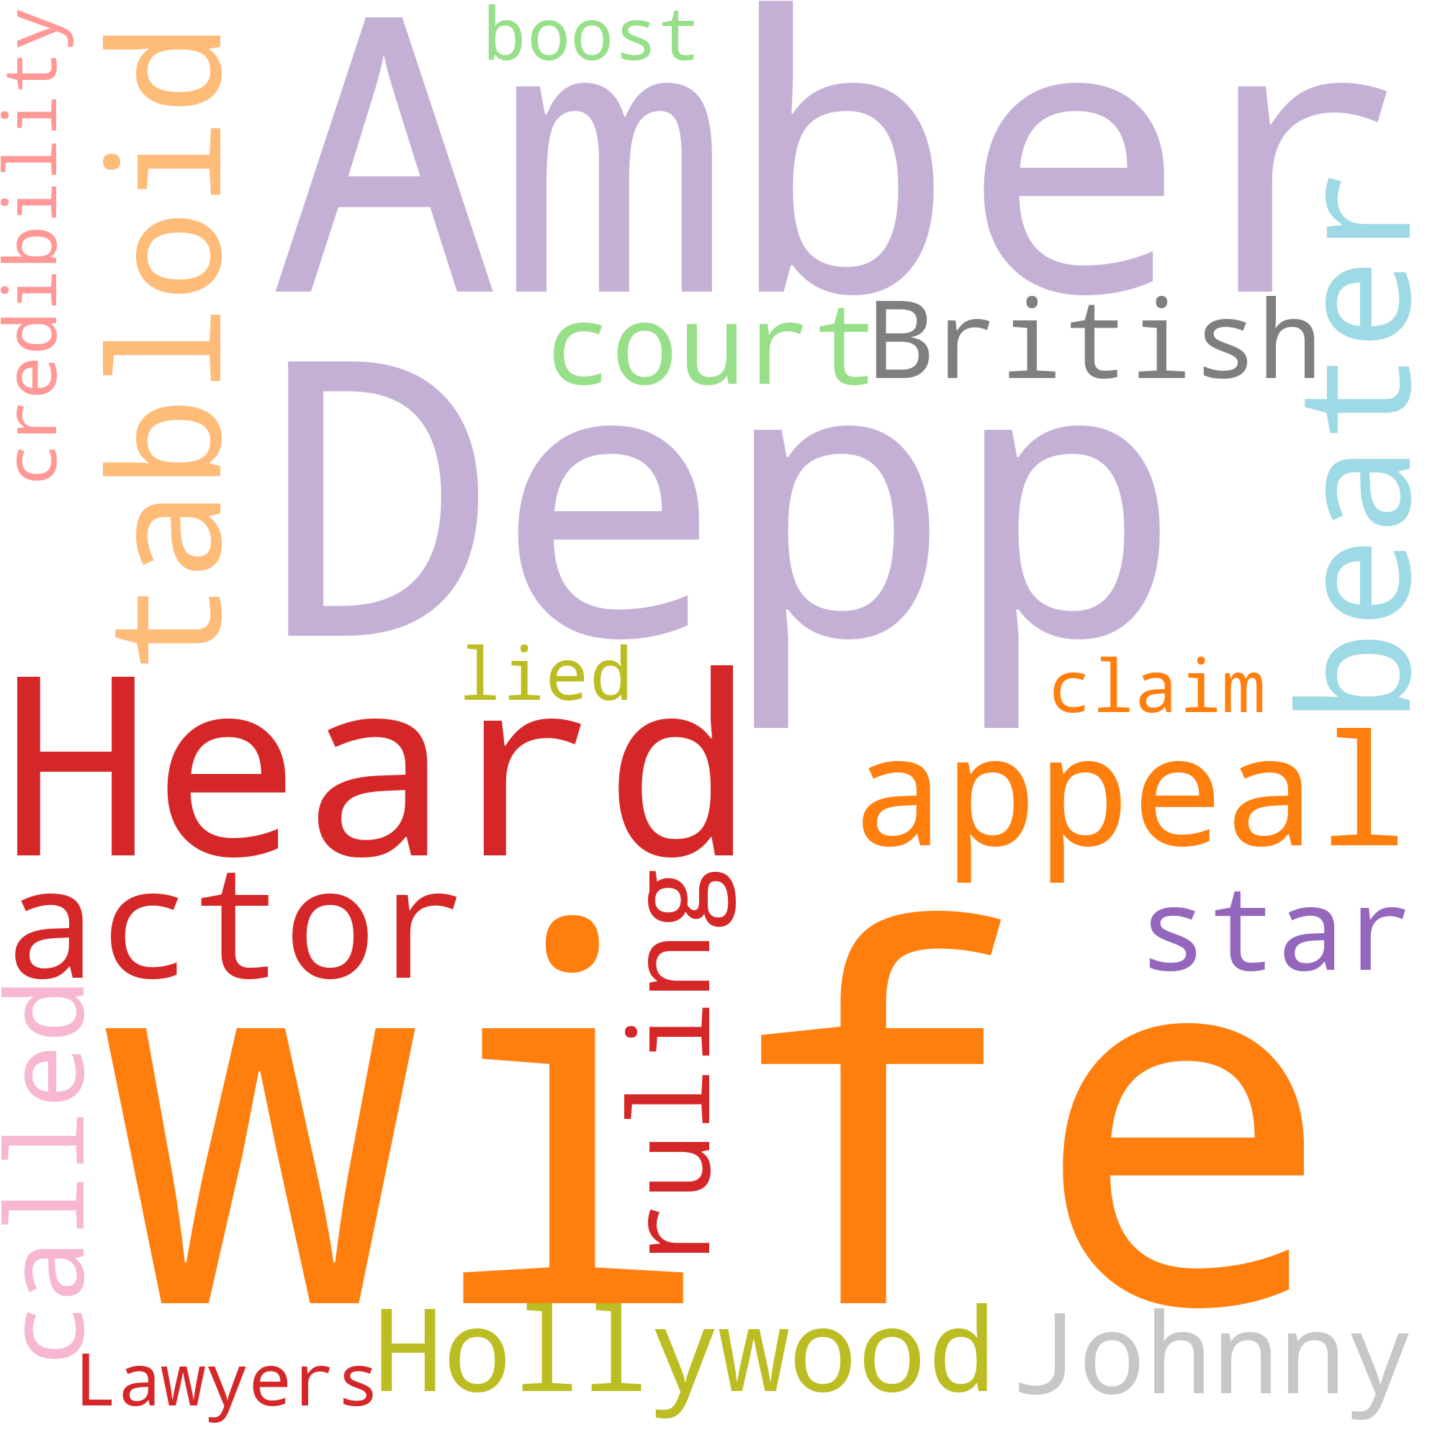 boost
Amber
credibility
tabloid
beater
court
British
Depp
lied
claim
Heard
appeal
actor
ruling
star
wife
called
Hollywood
Johnny
Lawyers